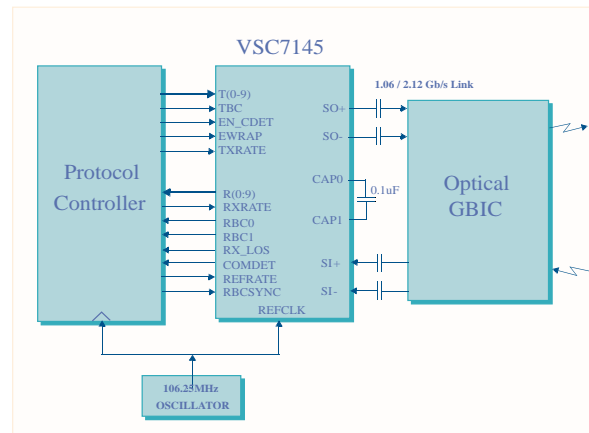 VSC7145
1.06 / 2.12 Gb/s Link
Protocol
Controller
T(0-9)
TBC
EN_CDET
EWRAP
TXRATE
R(0:9)
RXRATE
RBC0
RBC1
RX_LOS
COMDET
REFRATE
RBCSYNC
REFCLK
SO+
SO-
CAP0
0.1uF
CAP1
SI+
SI-
Optical
GBIC
106.25MHz
OSCILLATOR